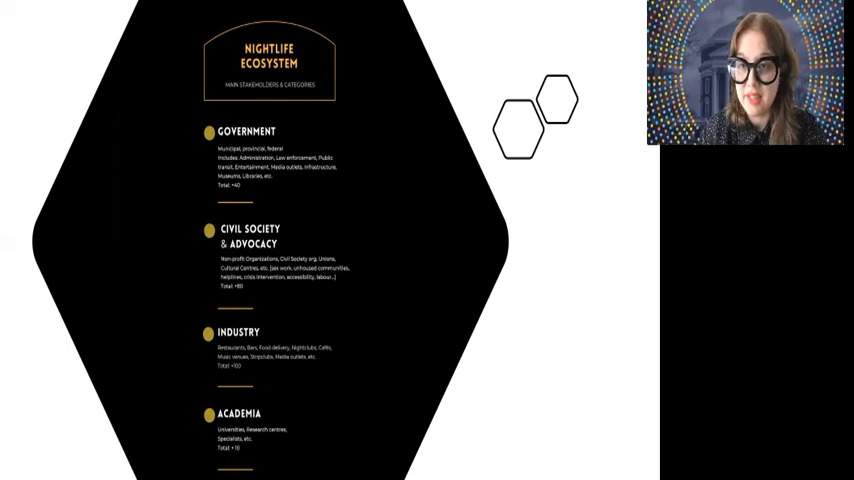 NIGHTLIFE
ECOSYSTEM
MAIN STAKEHOLDERS & CATEGORIES
GOVERNMENT
Municipal, provincial, federal
Includes: Administration, Law enforcement, Public
transit, Entertainment, Media outlets, Infrastructure,
Museums, Libraries, etc.
Total: +40
CIVIL SOCIETY
& ADVOCACY
Non-profit Organizations, Civil Society org, Unions,
Cultural Centres, etc. [sex work, unhoused communities,
helplines, crisis intervention, accessibility, labour...]
Total: +80
INDUSTRY
Restaurants, Bars, Food delivery, Nightclubs, Cafés,
Music venues, Stripclubs, Media outlets, etc.
Total: +100
ACADEMIA
Universities, Research centres,
Specialists, etc.
Total: + 10